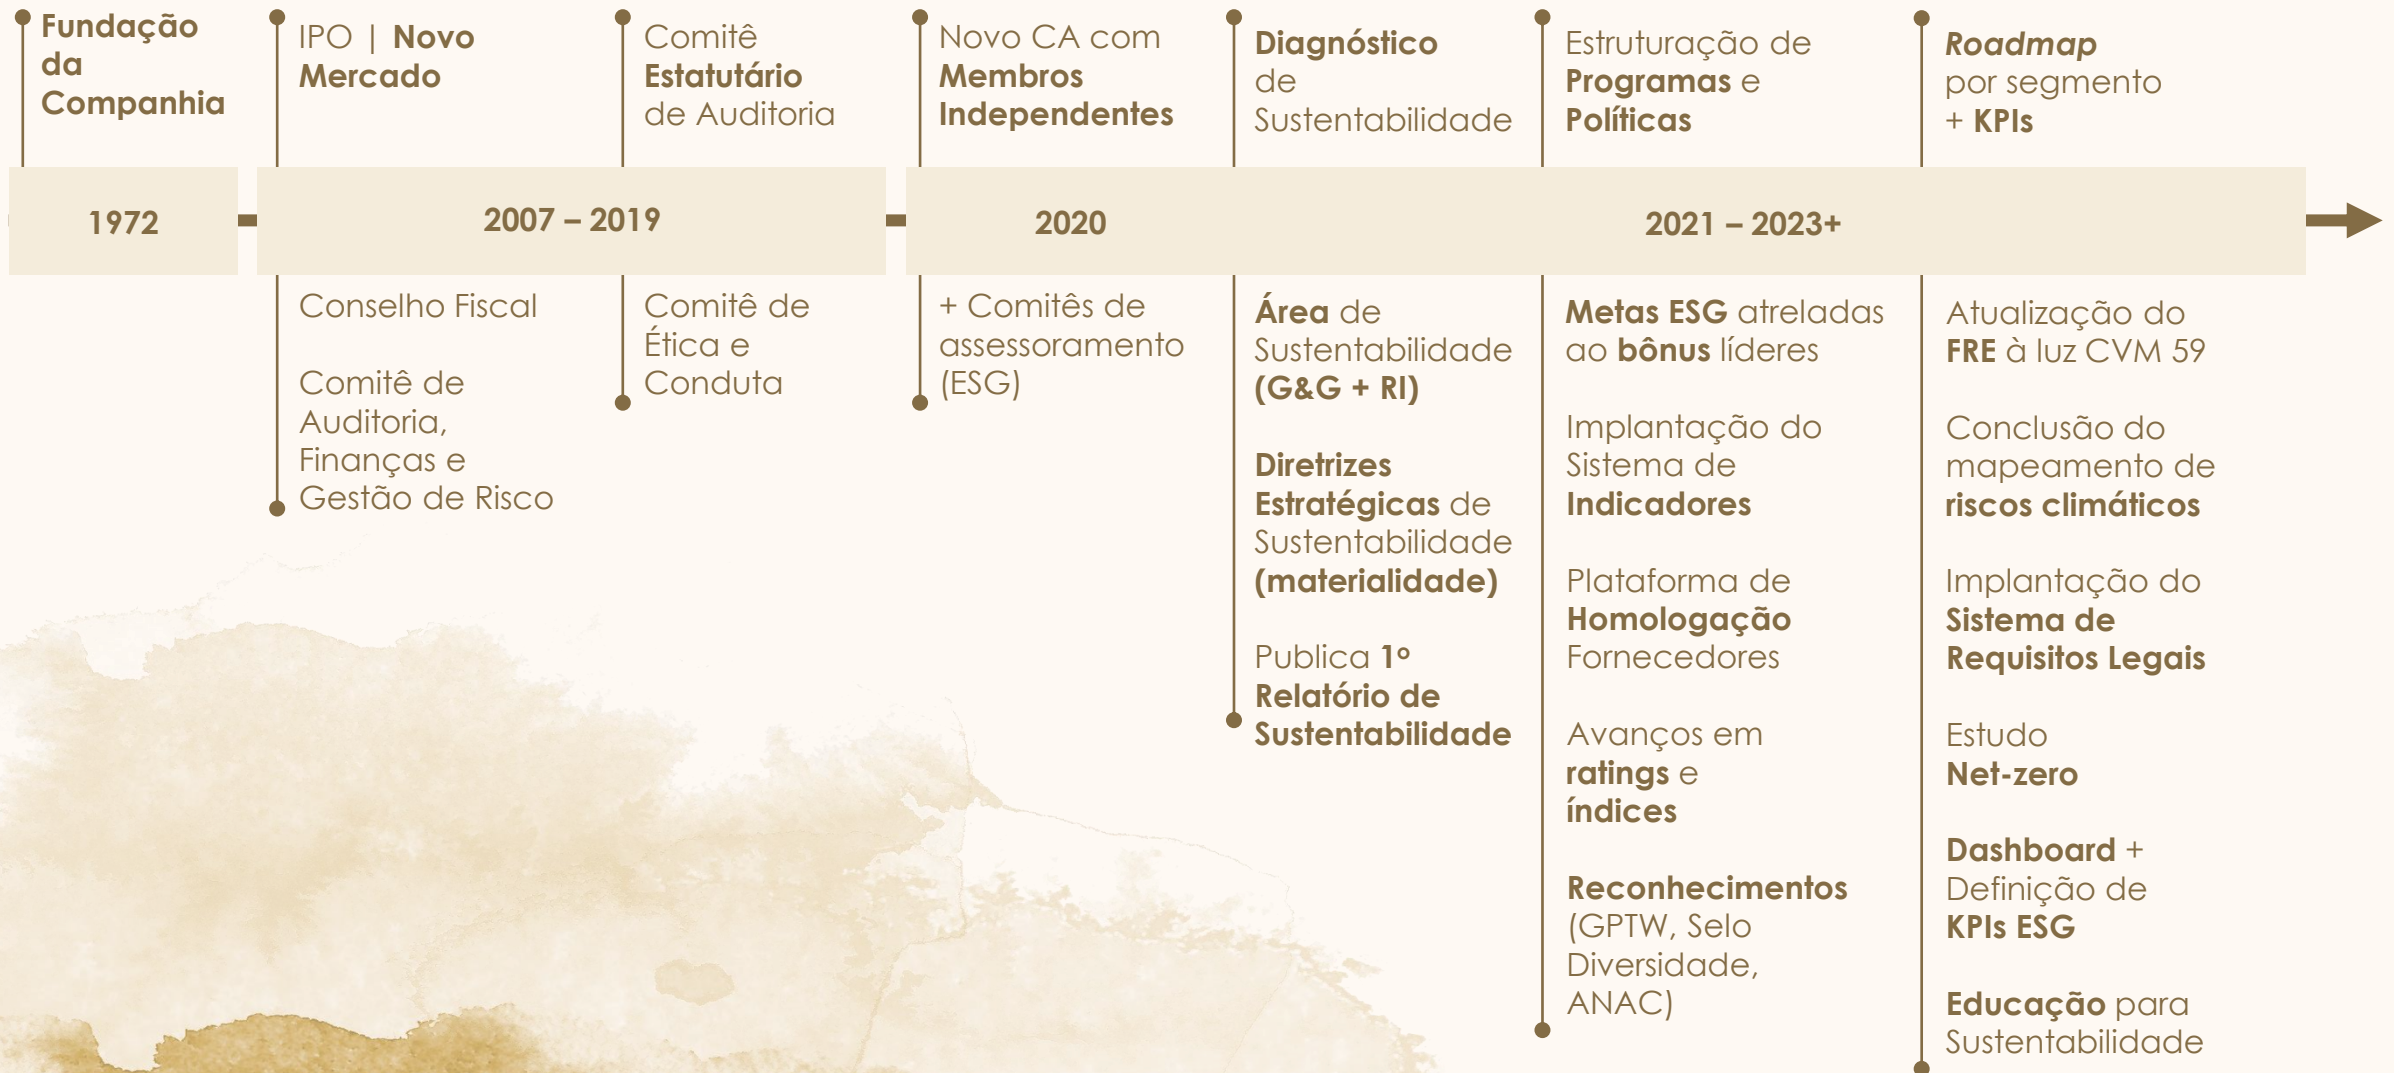 Fundação
da
Companhia
IPO | Novo
Mercado
Comitê
Estatutário
de Auditoria
Novo CA com
Membros
Independentes
Diagnóstico
de
Sustentabilidade
Estruturação de
Programas e
Políticas
Roadmap
por segmento
+ KPIs
1972
2007 – 2019
2020
2021 – 2023+
Conselho Fiscal
Comitê de
Auditoria,
Finanças e
Gestão de Risco
Comitê de
Ética e
Conduta
+ Comitês de
assessoramento
(ESG)
Área de
Sustentabilidade
(G&G + RI)
Diretrizes
Estratégicas de
Sustentabilidade
(materialidade)
Publica 1º
Relatório de
Sustentabilidade
Metas ESG atreladas
ao bônus líderes
Implantação do
Sistema de
Indicadores
Plataforma de
Homologação
Fornecedores
Avanços em
ratings e
índices
Reconhecimentos
(GPTW, Selo
Diversidade,
ANAC)
Atualização do
FRE à luz CVM 59
Conclusão do
mapeamento de
riscos climáticos
Implantação do
Sistema de
Requisitos Legais
Estudo
Net-zero
Dashboard +
Definição de
KPIs ESG
Educação para
Sustentabilidade